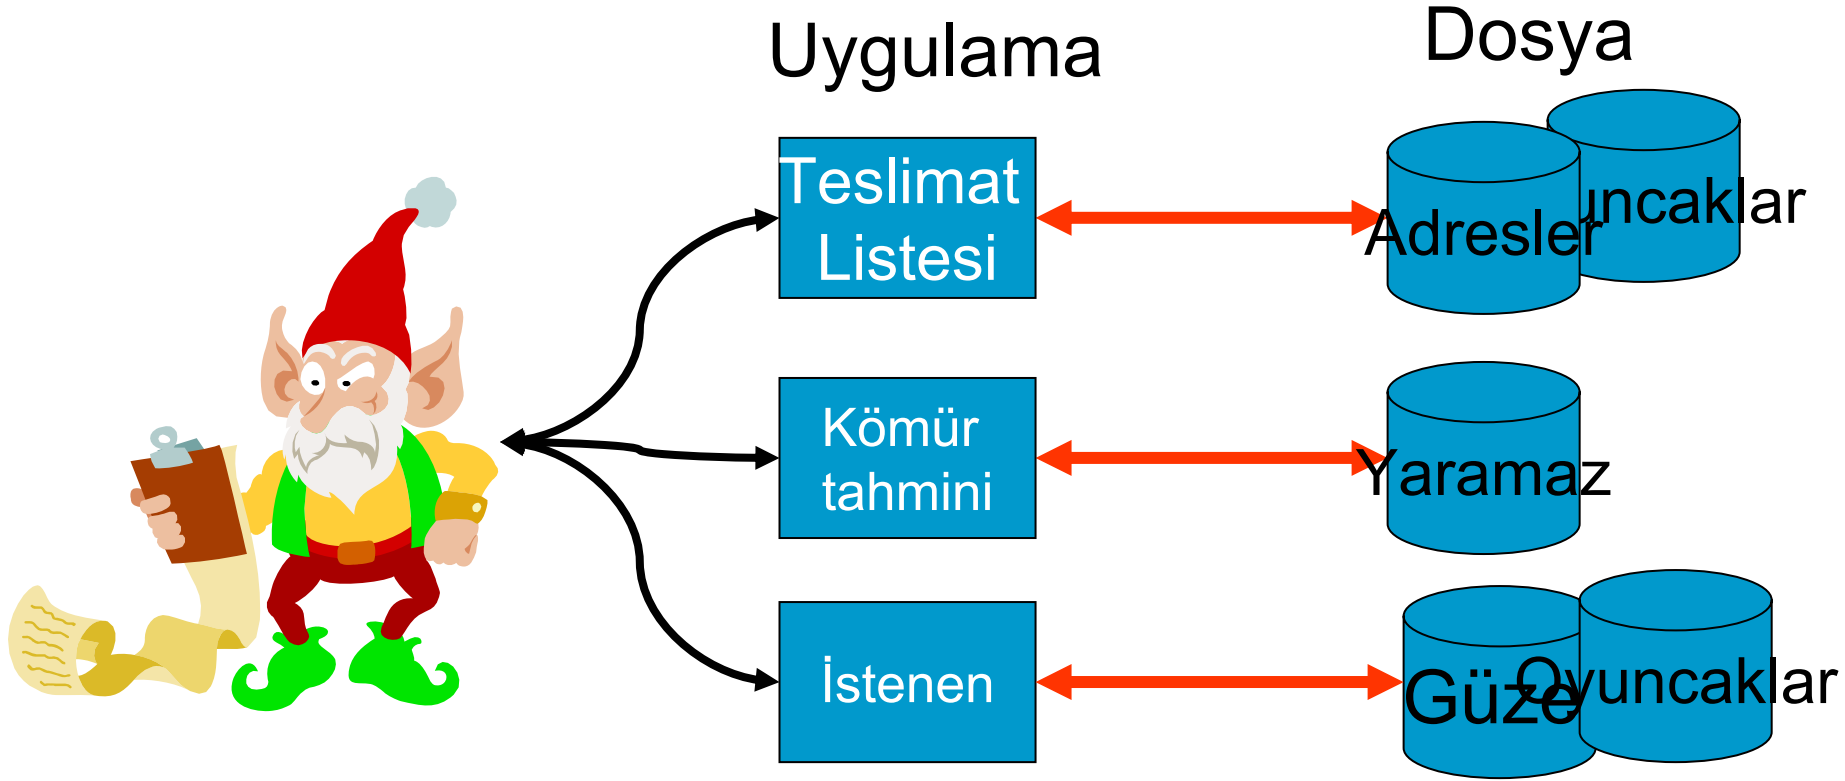 Uygulama
Dosya
Teslimat
Listesi
uncaklar
Adresler
Kömür
tahmini
Yaramaz
İstenen
Güze
Oyuncaklar